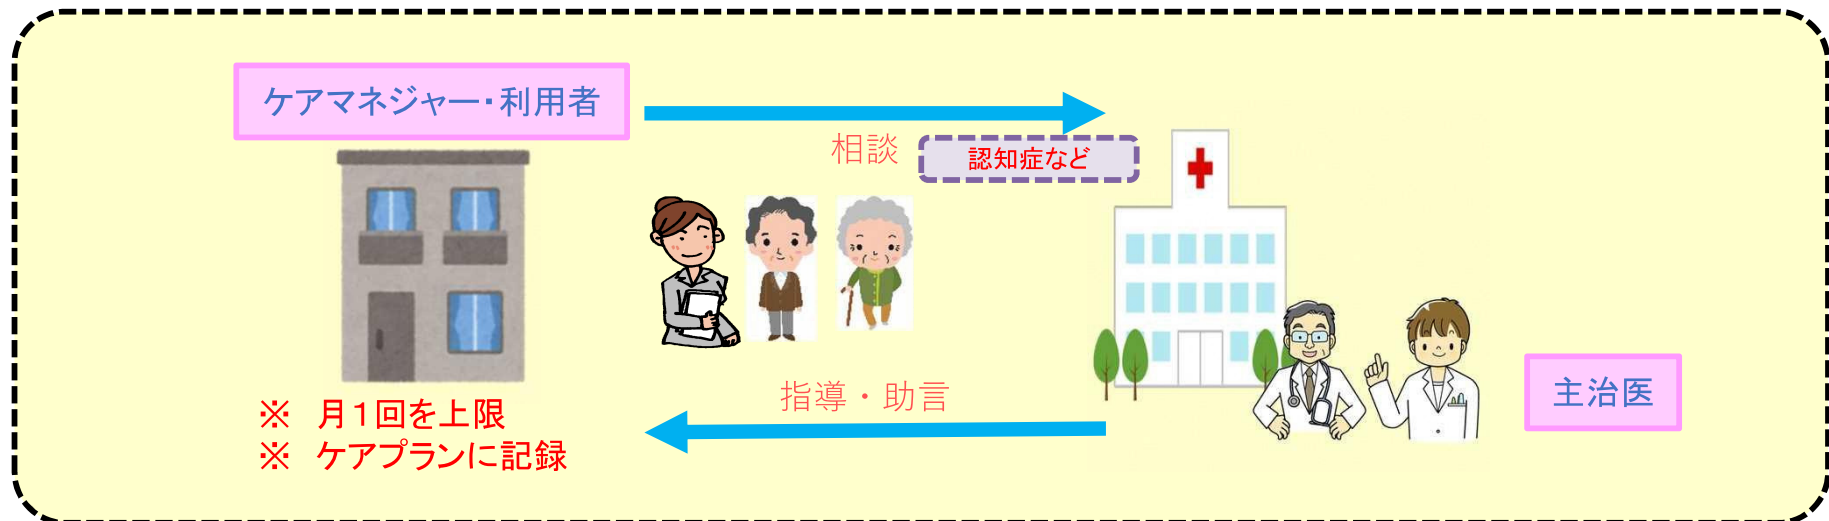 ケアマネジャー・利用者
相談
認知症など
指導・助言
主治医
※　月１回を上限
※　ケアプランに記録